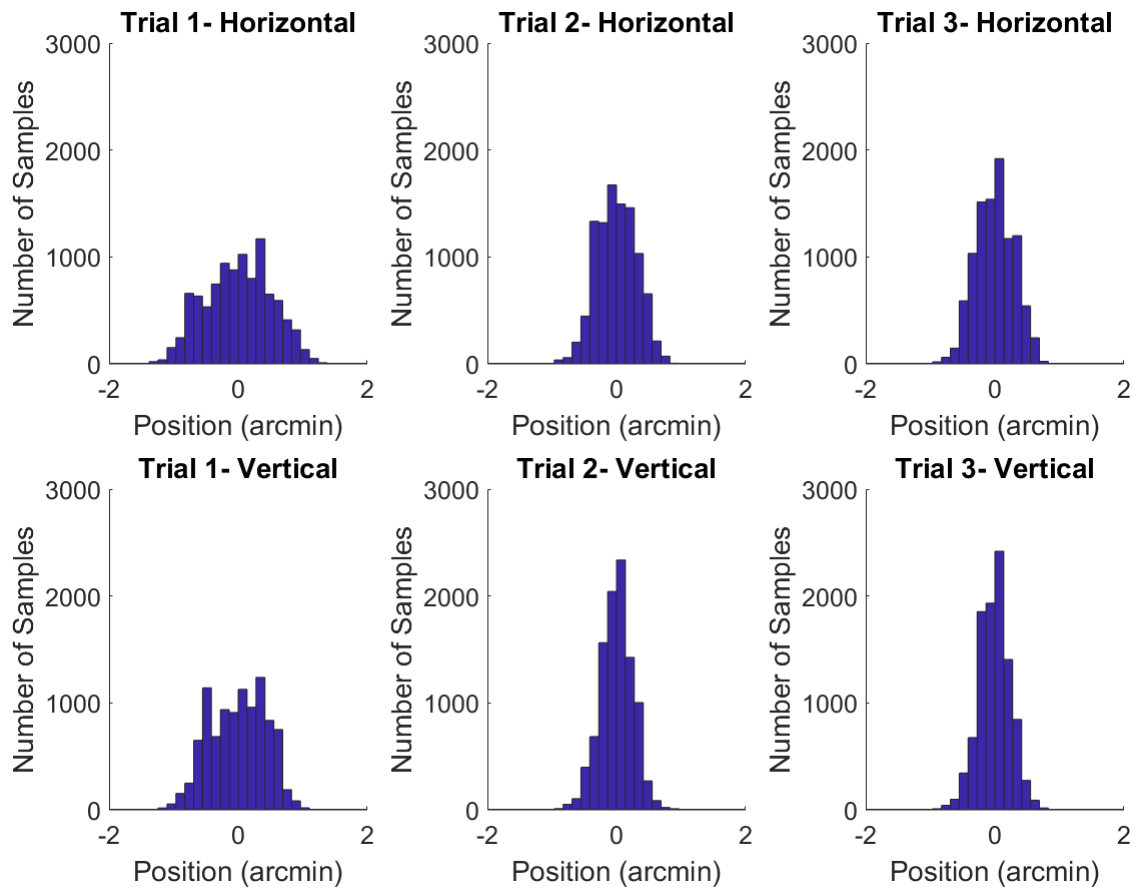 Trial 1- Horizontal
Trial 2- Horizontal
Trial 3- Horizontal
Number of Samples
3000
2000
1000
0
-2
0
2
Position (arcmin)
Number of Samples
3000
2000
1000
0
-2
0
2
Position (arcmin)
Number of Samples
3000
2000
1000
0
-2
0
2
Position (arcmin)
Trial 1- Vertical
Trial 2- Vertical
Trial 3- Vertical
Number of Samples
3000
2000
1000
0
-2
0
2
Position (arcmin)
Number of Samples
3000
2000
1000
0
-2
0
2
Position (arcmin)
Number of Samples
3000
2000
1000
0
-2
0
2
Position (arcmin)